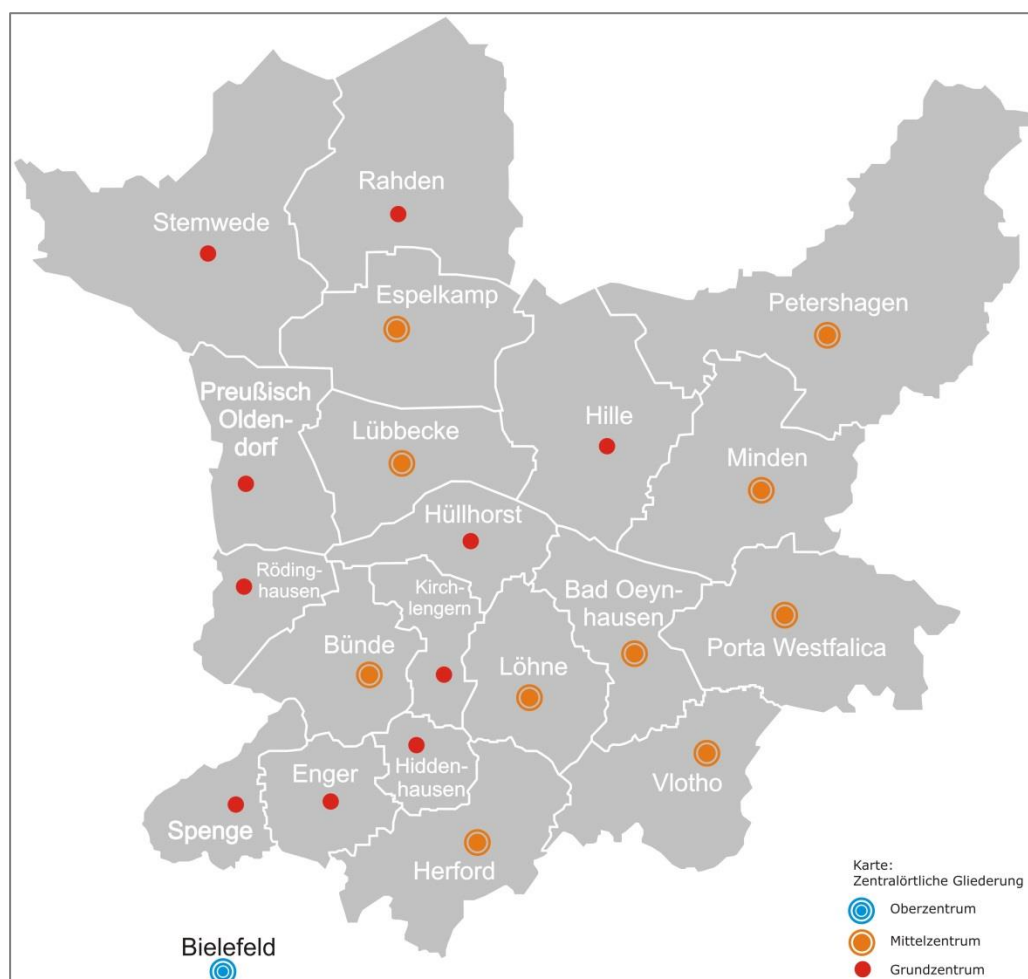 Rahden
Stemwede
Espelkamp
Petershagen
Preußisch
Olden-
dorf
Lübbecke
Hille
Minden
Hüllhorst
Röding-
hausen
Kirch-
lengern
Bad Oeyn-
hausen
Porta Westfalica
Bünde
Löhne
Vlotho
Enger
Hidden-
hausen
Spenge
Herford
Bielefeld
Karte:
Zentralörtliche Gliederung
Oberzentrum
Mittelzentrum
Grundzentrum